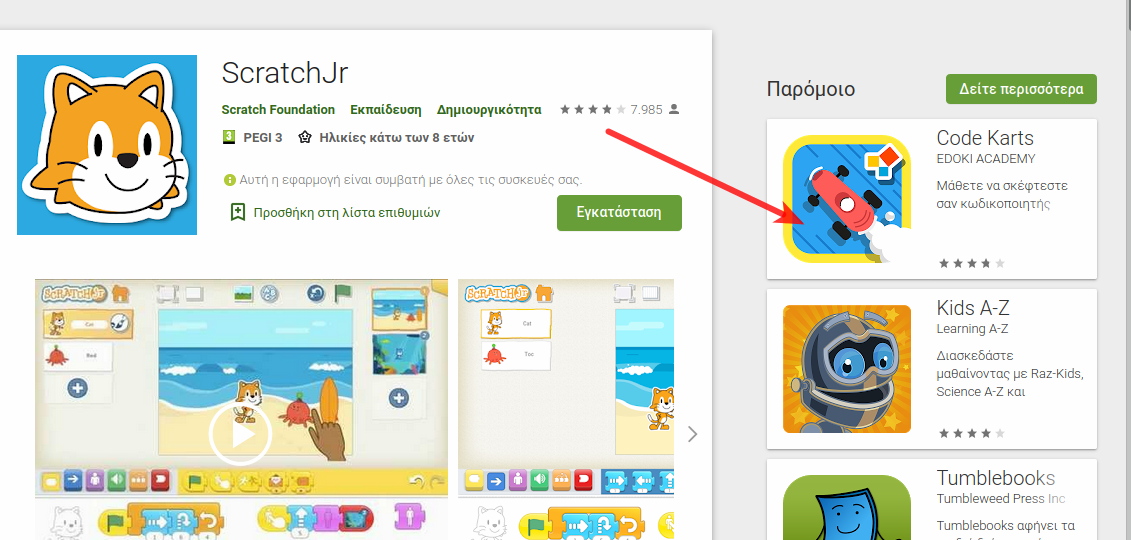 ScratchJr
Scratch Foundation Εκπαίδευση Δημιουργικότητα 7.985
3 PEGI 3 Ηλικίες κάτω των 8 ετών
Αυτή η εφαρμογή είναι συμβατή με όλες τις συσκευές σας.
Προσθήκη στη λίστα επιθυμιών
Εγκατάσταση
SCRATCHJR
Cat
SCRATCHJR
Cat
Παρόμοιο
Δείτε περισσότερα
Code Karts
EDOKI ACADEMY
Μάθετε να σκέφτεστε
σαν κωδικοποιητής
Kids A-Z
Learning A-Z
Διασκεδάστε
μαθαίνοντας με Raz-Kids,
Science A-Z και
Tumblebooks
Tumbleweed Press Inc
Tumblebooks αφήνει τα